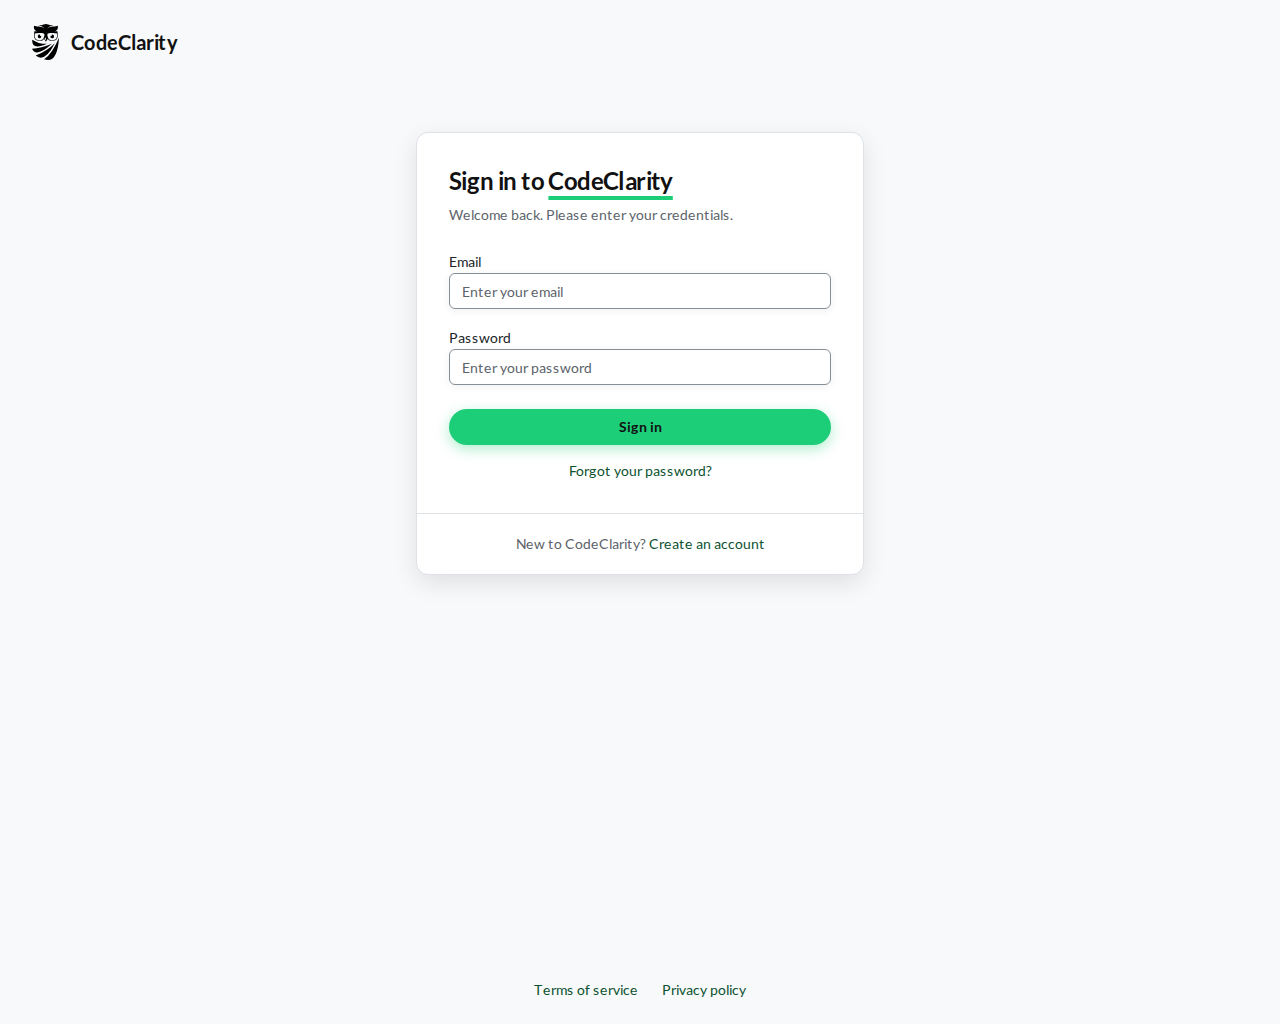 CodeClarity
Sign in to CodeClarity
Welcome back. Please enter your credentials.
Email
Enter your email
Password
Enter your password
Sign in
Forgot your password?
New to CodeClarity? Create an account
Terms of service Privacy policy